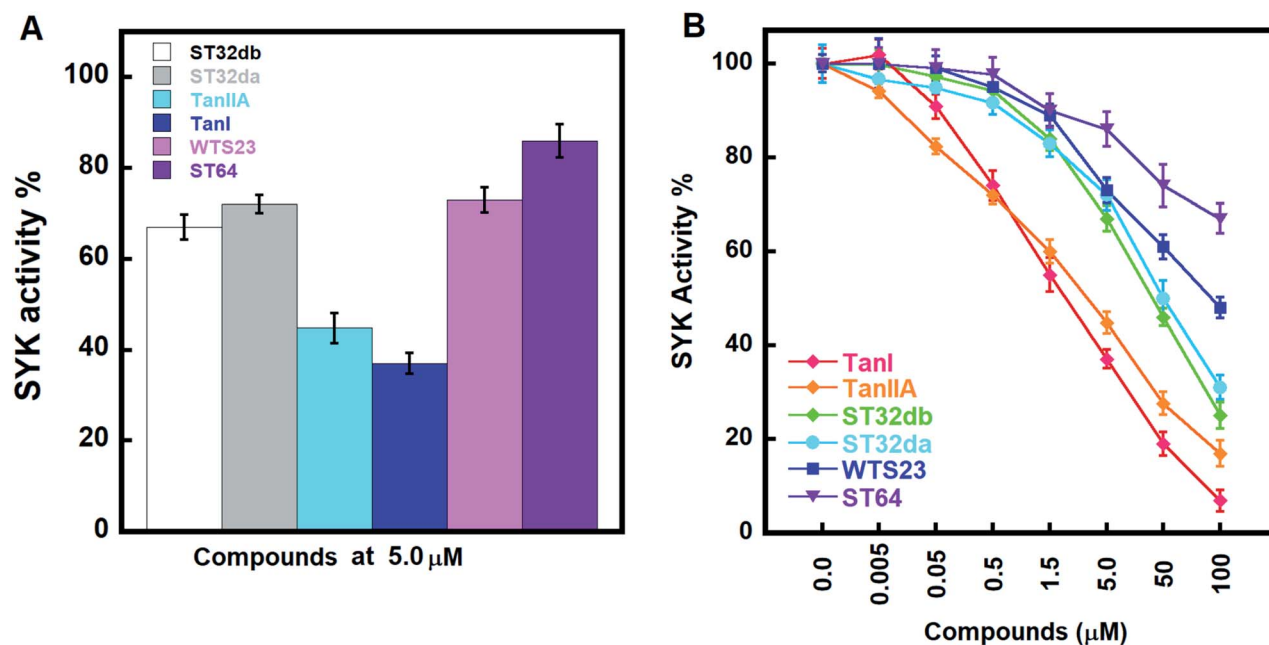 A
SYK activity %
100
80
60
40
20
0
ST32db
ST32da
TanIIA
TanI
WTS23
ST64
Compounds at 5.0 μM
B
SYK Activity %
100
80
60
40
20
0
TanI
TanIIA
ST32db
ST32da
WTS23
ST64
0.0
0.005
0.05
0.5
1.5
5.0
50
100
Compounds (μM)